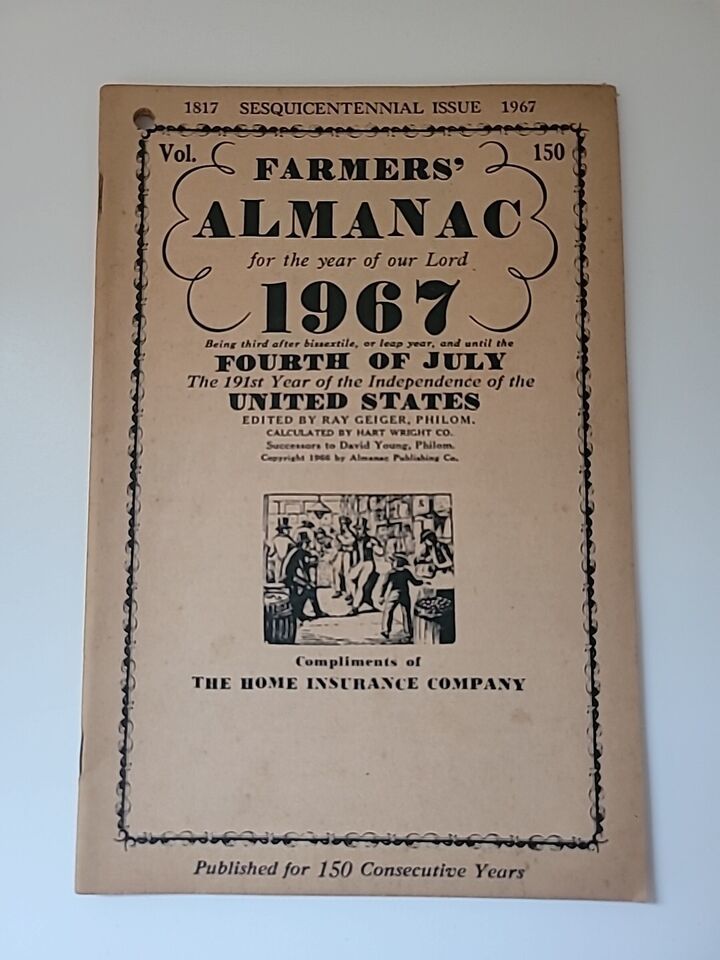 1817 SESQUICENTENNIAL ISSUE 1967
Vol. 150
FARMERS'
ALMANAC
for the year of our Lord
1967
Being third after bissextile, or leap year, and until the
FOURTH OF JULY
The 191st Year of the Independence of the
UNITED STATES
EDITED BY RAY GEIGER, PHILOM.
CALCULATED BY HART WRIGHT CO.
Successors to David Young, Philom.
Copyright 1966 by Almanac Publishing Co.
Compliments of
THE HOME INSURANCE COMPANY
Published for 150 Consecutive Years